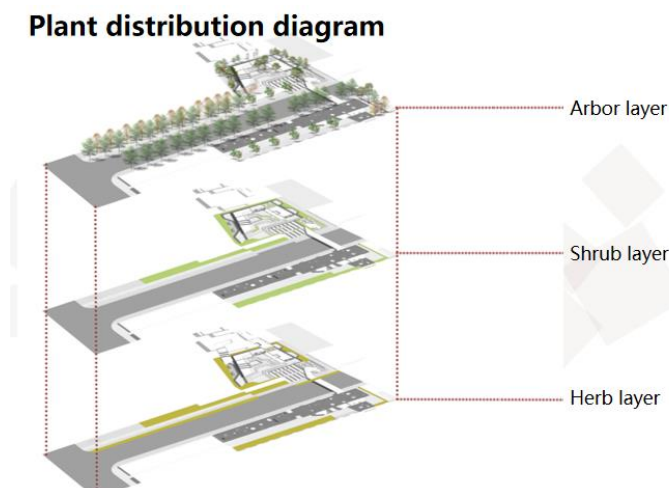 Plant distribution diagram
Arbor layer
Shrub layer
Herb layer